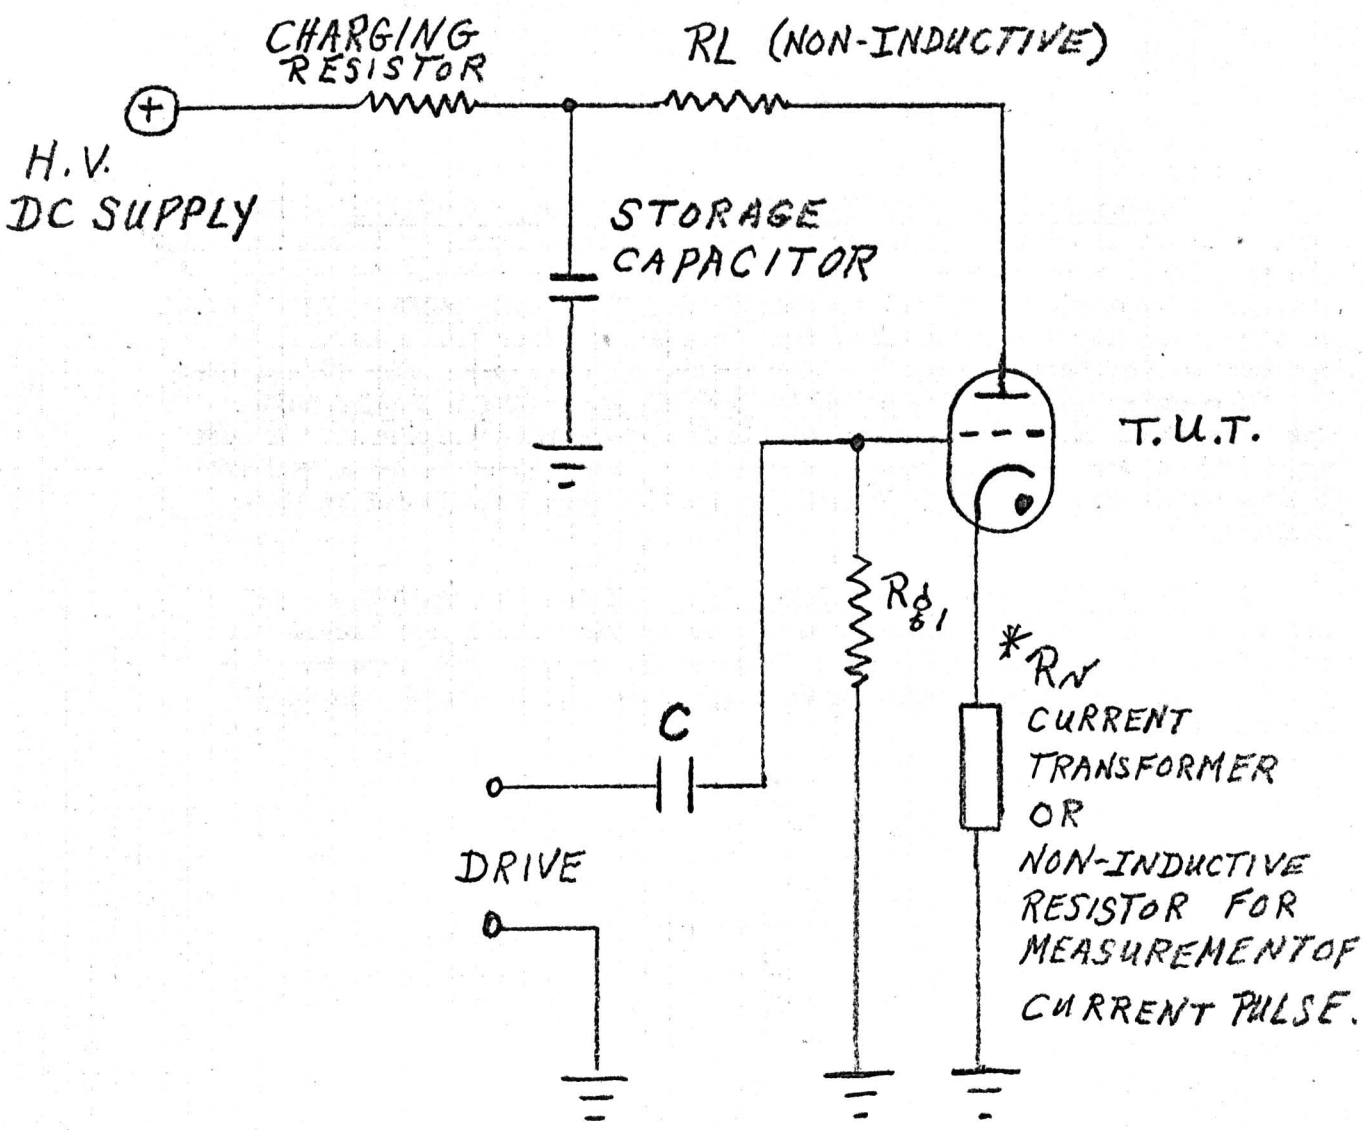 CHARGING
RESISTOR
RL (NON-INDUCTIVE)
+
H.V.
DC SUPPLY
STORAGE
CAPACITOR
T.U.T.
Rg1
*RN
CURRENT
TRANSFORMER
OR
NON-INDUCTIVE
RESISTOR FOR
MEASUREMENT OF
CURRENT PULSE.
C
DRIVE